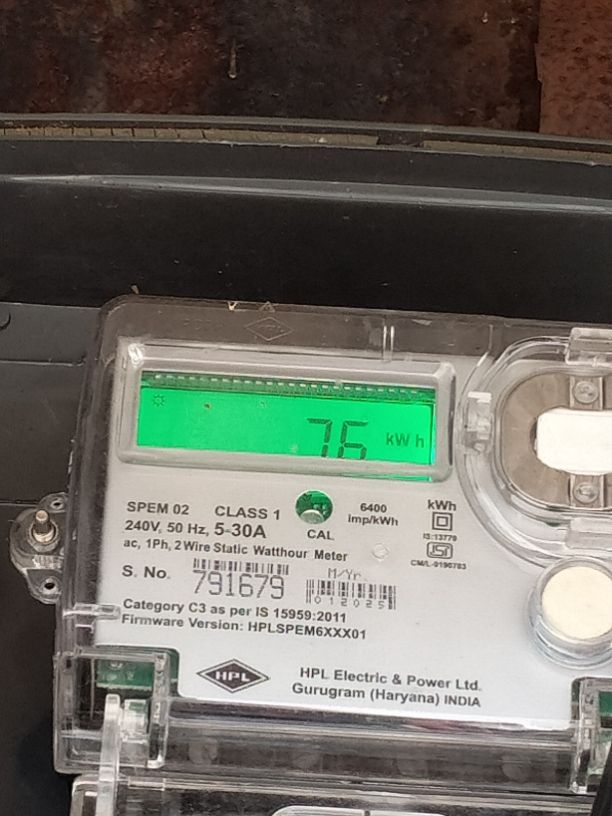 76 kWh
SPEM 02 CLASS 1
240V, 50 Hz, 5-30A
ac, 1Ph, 2 Wire Static Watthour Meter
CAL
6400
imp/kWh
kWh
IS:13779
ISI
CM/L-0190783
S. No. 791679
M/Yr.
012025
Category C3 as per IS 15959:2011
Firmware Version: HPLSPEM6XXX01
HPL
HPL Electric & Power Ltd.
Gurugram (Haryana) INDIA